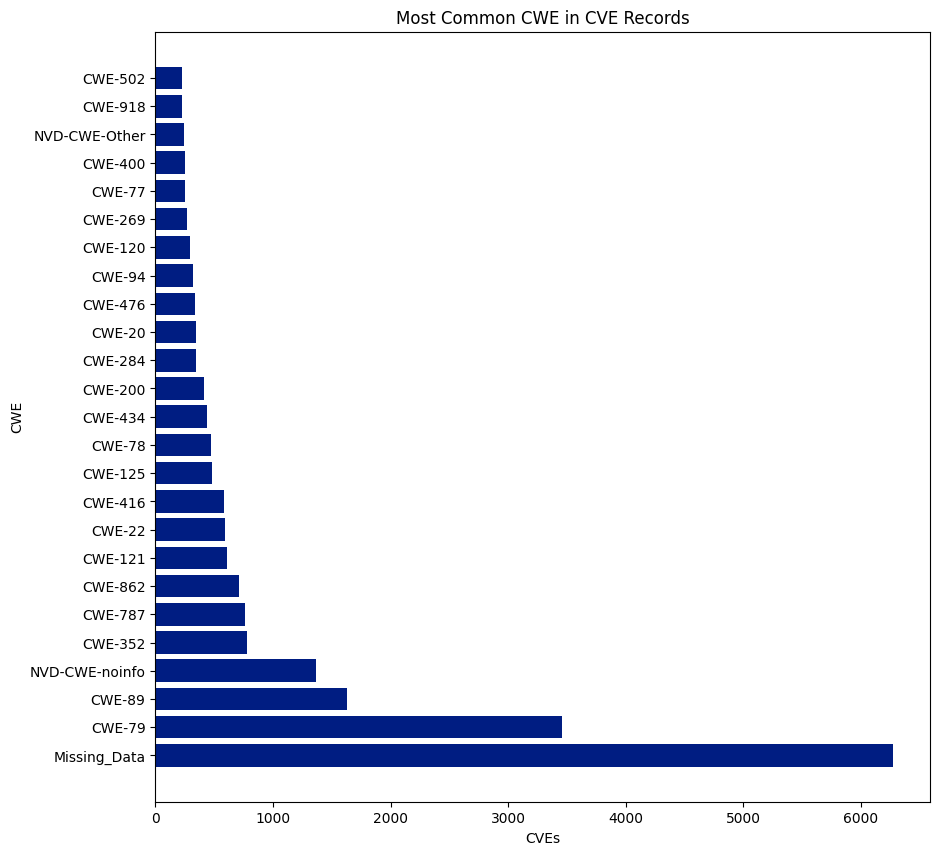 Most Common CWE in CVE Records
CWE-502
CWE-918
NVD-CWE-Other
CWE-400
CWE-77
CWE-269
CWE-120
CWE-94
CWE-476
CWE-20
CWE-284
CWE-200
CWE-434
CWE-78
CWE-125
CWE-416
CWE-22
CWE-121
CWE-862
CWE-787
CWE-352
NVD-CWE-noinfo
CWE-89
CWE-79
Missing_Data
CWE
0 1000 2000 3000 4000 5000 6000
CVEs